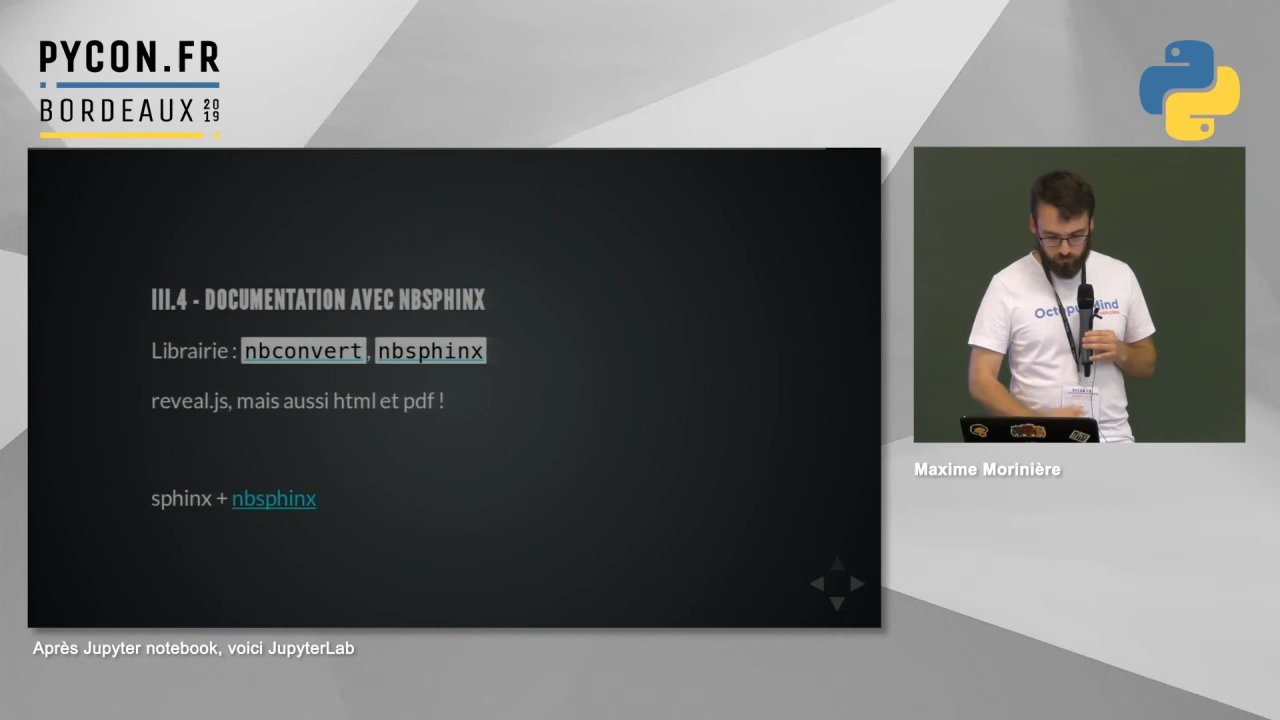 PYCON.FR
BORDEAUX 2019
III.4 - DOCUMENTATION AVEC NBSPHINX
Librairie : nbconvert, nbsphinx
reveal.js, mais aussi html et pdf !
sphinx + nbsphinx
Maxime Morinière
Après Jupyter notebook, voici JupyterLab